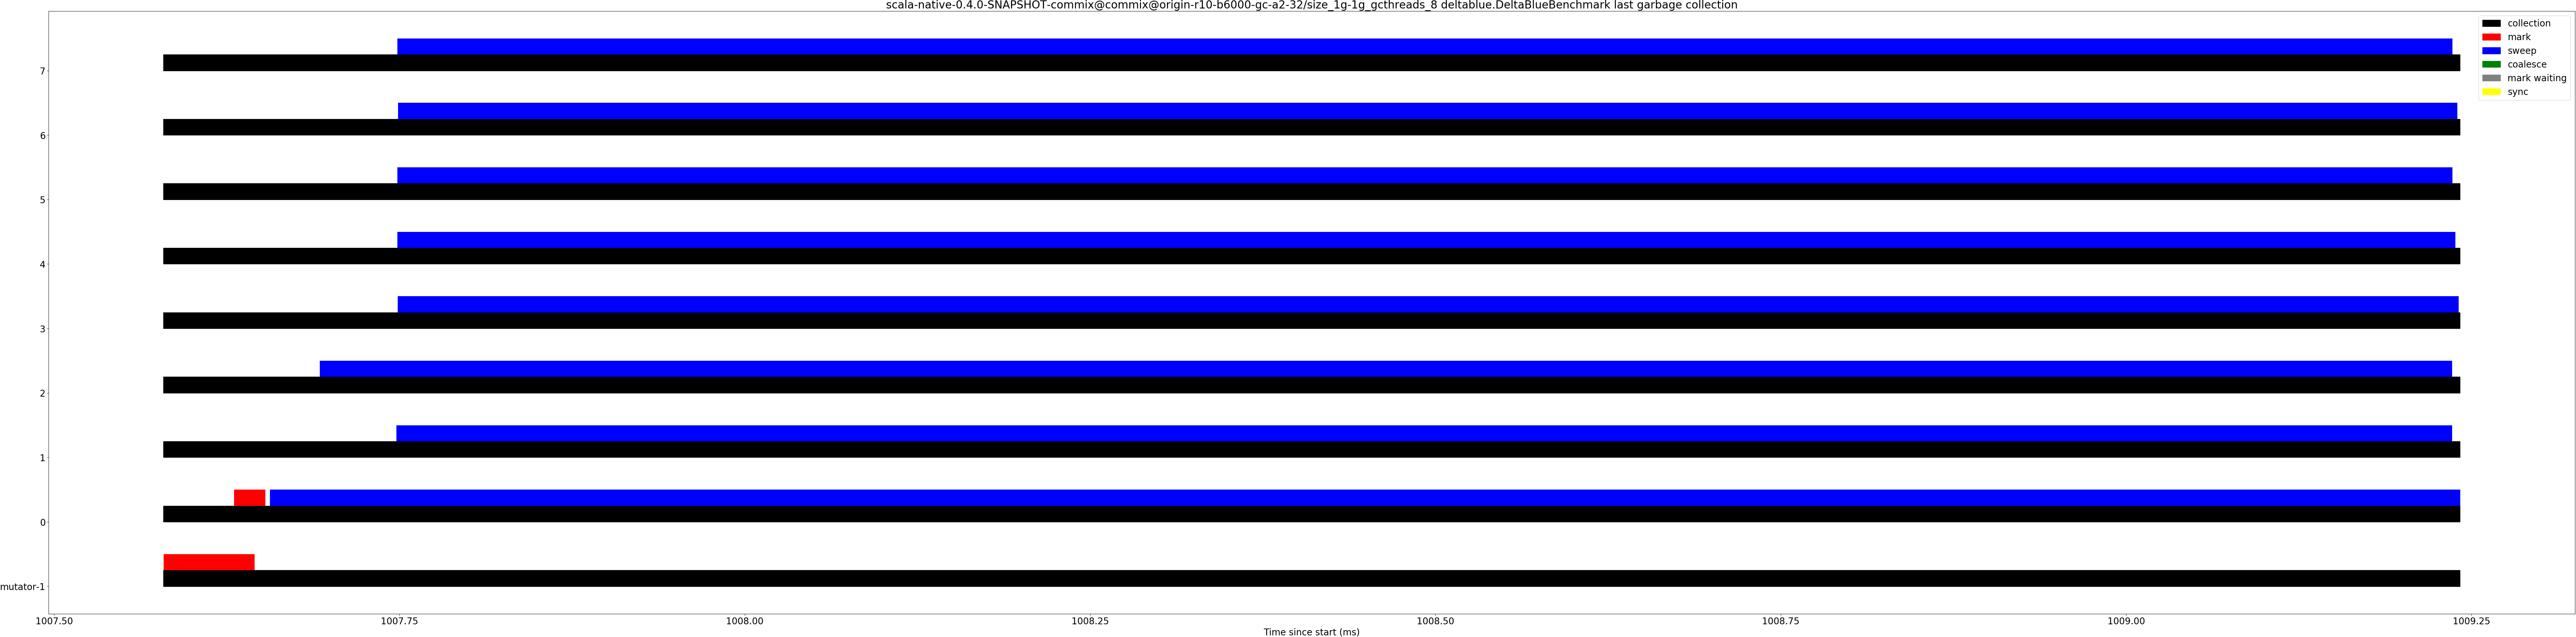 scala-native-0.4.0-SNAPSHOT-commix@commix@origin-r10-b6000-gc-a2-32/size_1g-1g_gcthreads_8 deltablue.DeltaBlueBenchmark last garbage collection
collection
mark
sweep
coalesce
mark waiting
sync
7
6
5
4
3
2
1
0
mutator-1
1007.50 1007.75 1008.00 1008.25 1008.50 1008.75 1009.00 1009.25
Time since start (ms)